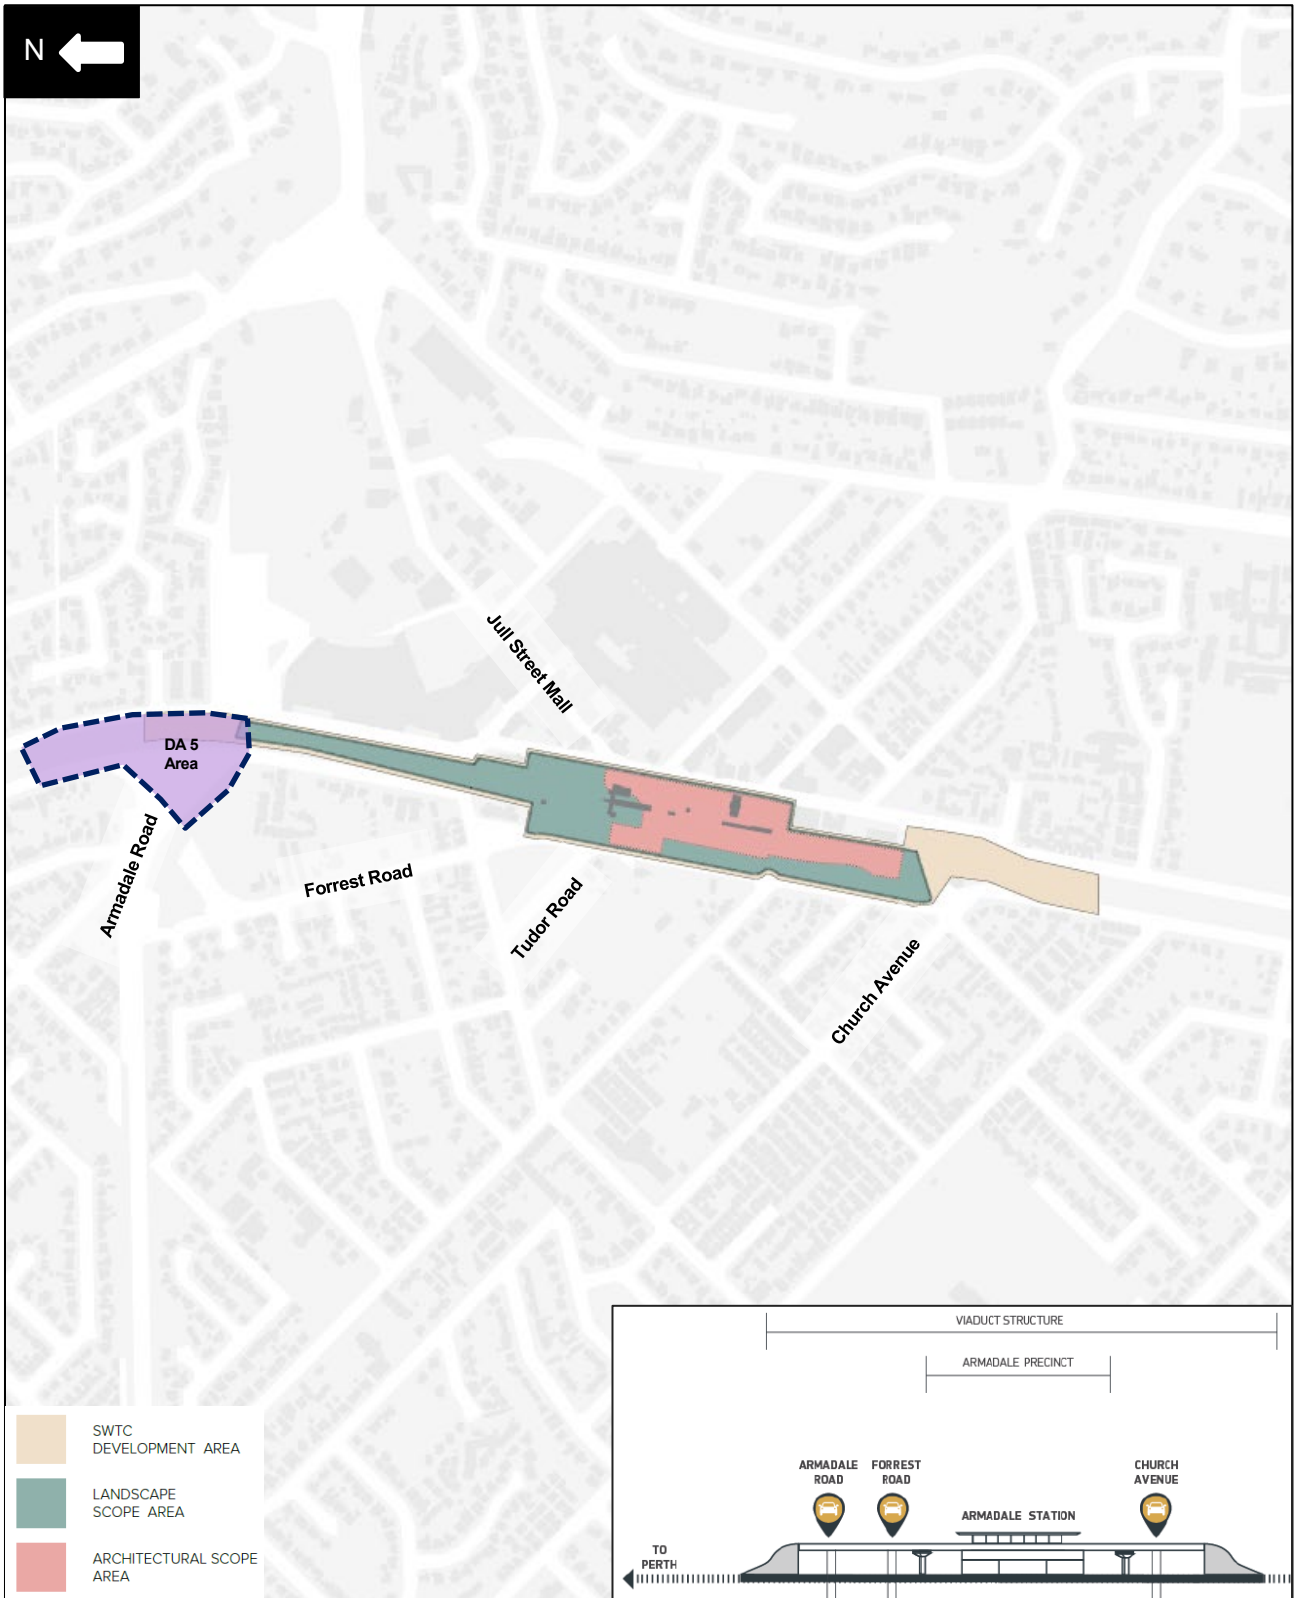 N
Jull Street Mall
DA 5
Area
Armadale Road
Forrest Road
Tudor Road
Church Avenue
VIADUCT STRUCTURE
ARMADALE PRECINCT
ARMADALE
ROAD
FORREST
ROAD
CHURCH
AVENUE
ARMADALE STATION
TO
PERTH
SWTC
DEVELOPMENT AREA
LANDSCAPE
SCOPE AREA
ARCHITECTURAL SCOPE
AREA